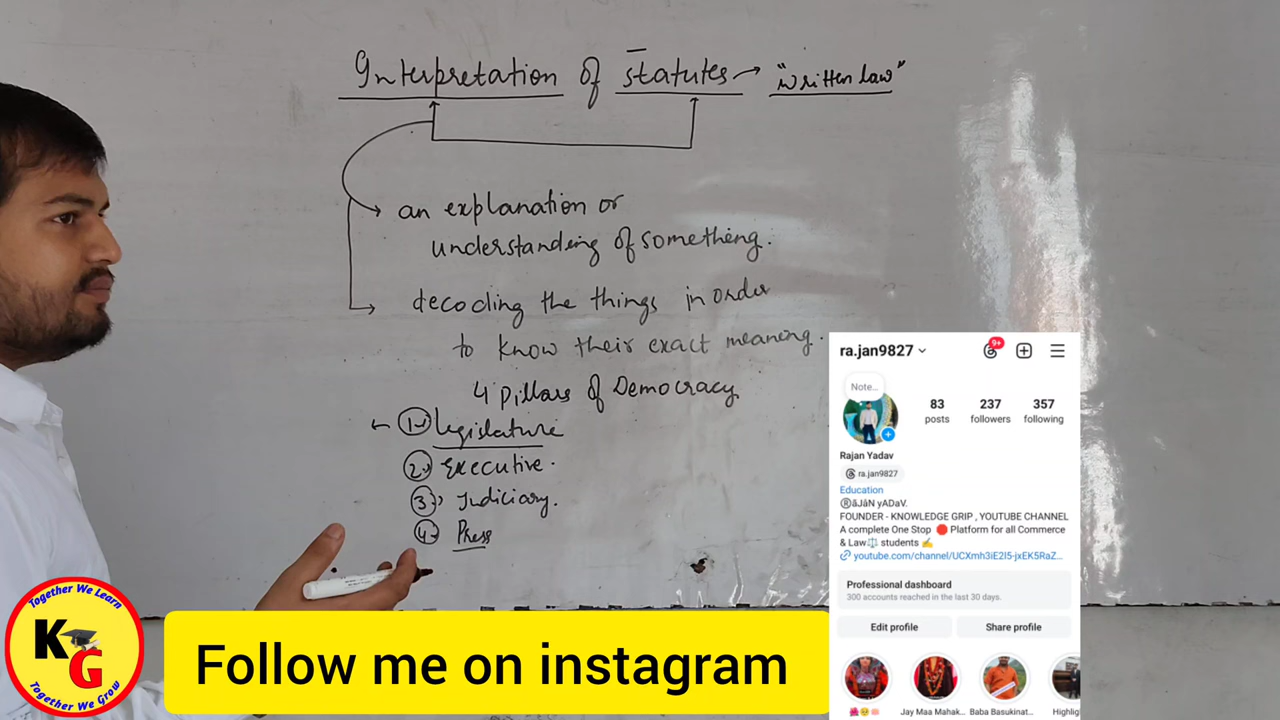 Interpretation of statutes → "written law"
an explanation or
understanding of something.
decoding the things in order
to know their exact meaning.
4 pillars of Democracy
① legislature
② Executive.
③ Judiciary.
④ Press
ra.jan9827
9+
Note...
83 237 357
posts followers following
Rajan Yadav
ra.jan9827
Education
ⓇãJáN yADaV.
FOUNDER - KNOWLEDGE GRIP , YOUTUBE CHANNEL
A complete One Stop 🛑 Platform for all Commerce
& Law⚖️ students ✍️
youtube.com/channel/UCXmh3iE2I5-jxEK5RaZ...
Professional dashboard
300 accounts reached in the last 30 days.
Edit profile Share profile
Jay Maa Mahak... Baba Basukinat... Highlig
Together We Learn
KG
Together We Grow
Follow me on instagram